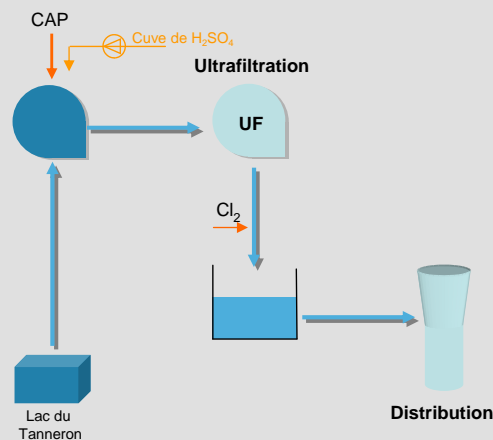 CAP
Cuve de H₂SO₄
Ultrafiltration
UF
Cl₂
Lac du
Tanneron
Distribution